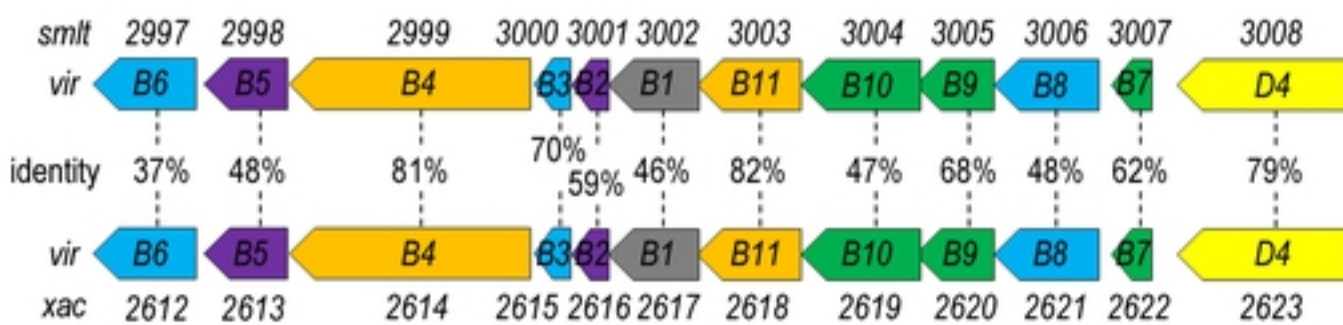 smlt 2997 2998 2999 3000 3001 3002 3003 3004 3005 3006 3007 3008
vir B6 B5 B4 B3 B2 B1 B11 B10 B9 B8 B7 D4
identity 37% 48% 81% 70% 59% 46% 82% 47% 68% 48% 62% 79%
vir B6 B5 B4 B3 B2 B1 B11 B10 B9 B8 B7 D4
xac 2612 2613 2614 2615 2616 2617 2618 2619 2620 2621 2622 2623